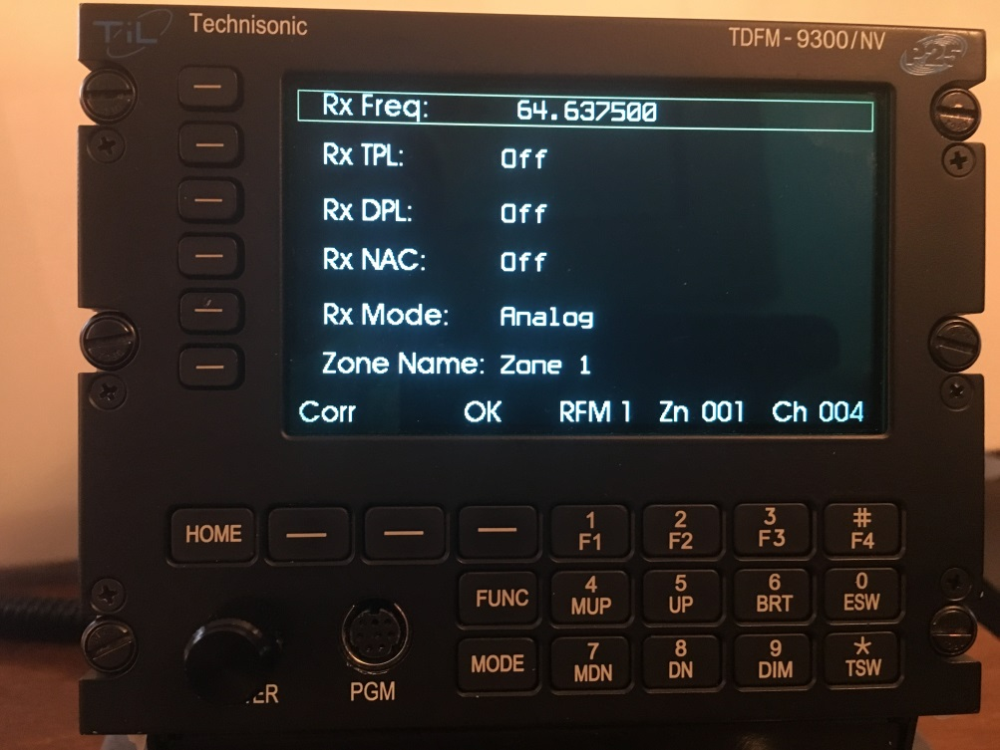 TiL Technisonic TDFM-9300/NV P25
Rx Freq: 64.637500
Rx TPL: Off
Rx DPL: Off
Rx NAC: Off
Rx Mode: Analog
Zone Name: Zone 1
Corr OK RFM 1 Zn 001 Ch 004
HOME
1 F1
2 F2
3 F3
# F4
FUNC
4 MUP
5 UP
6 BRT
0 ESW
MODE
7 MDN
8 DN
9 DIM
* TSW
PGM